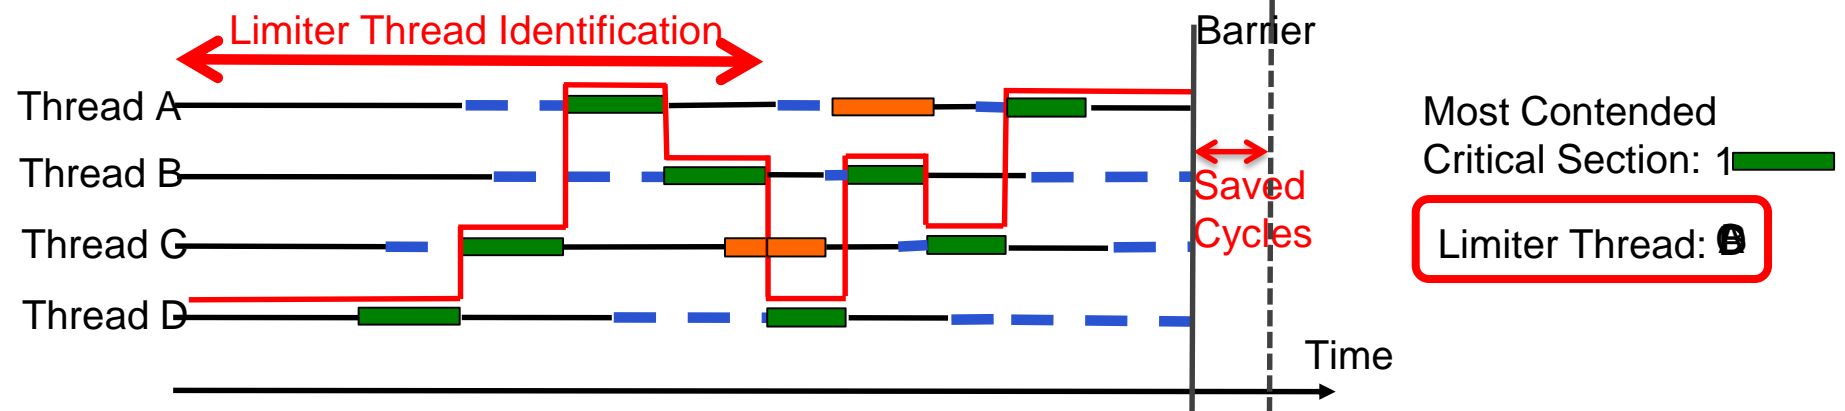 Limiter Thread Identification
Barrier
Thread A
Thread B
Thread C
Thread D
Saved
Cycles
Time
Most Contended
Critical Section: 1
Limiter Thread: